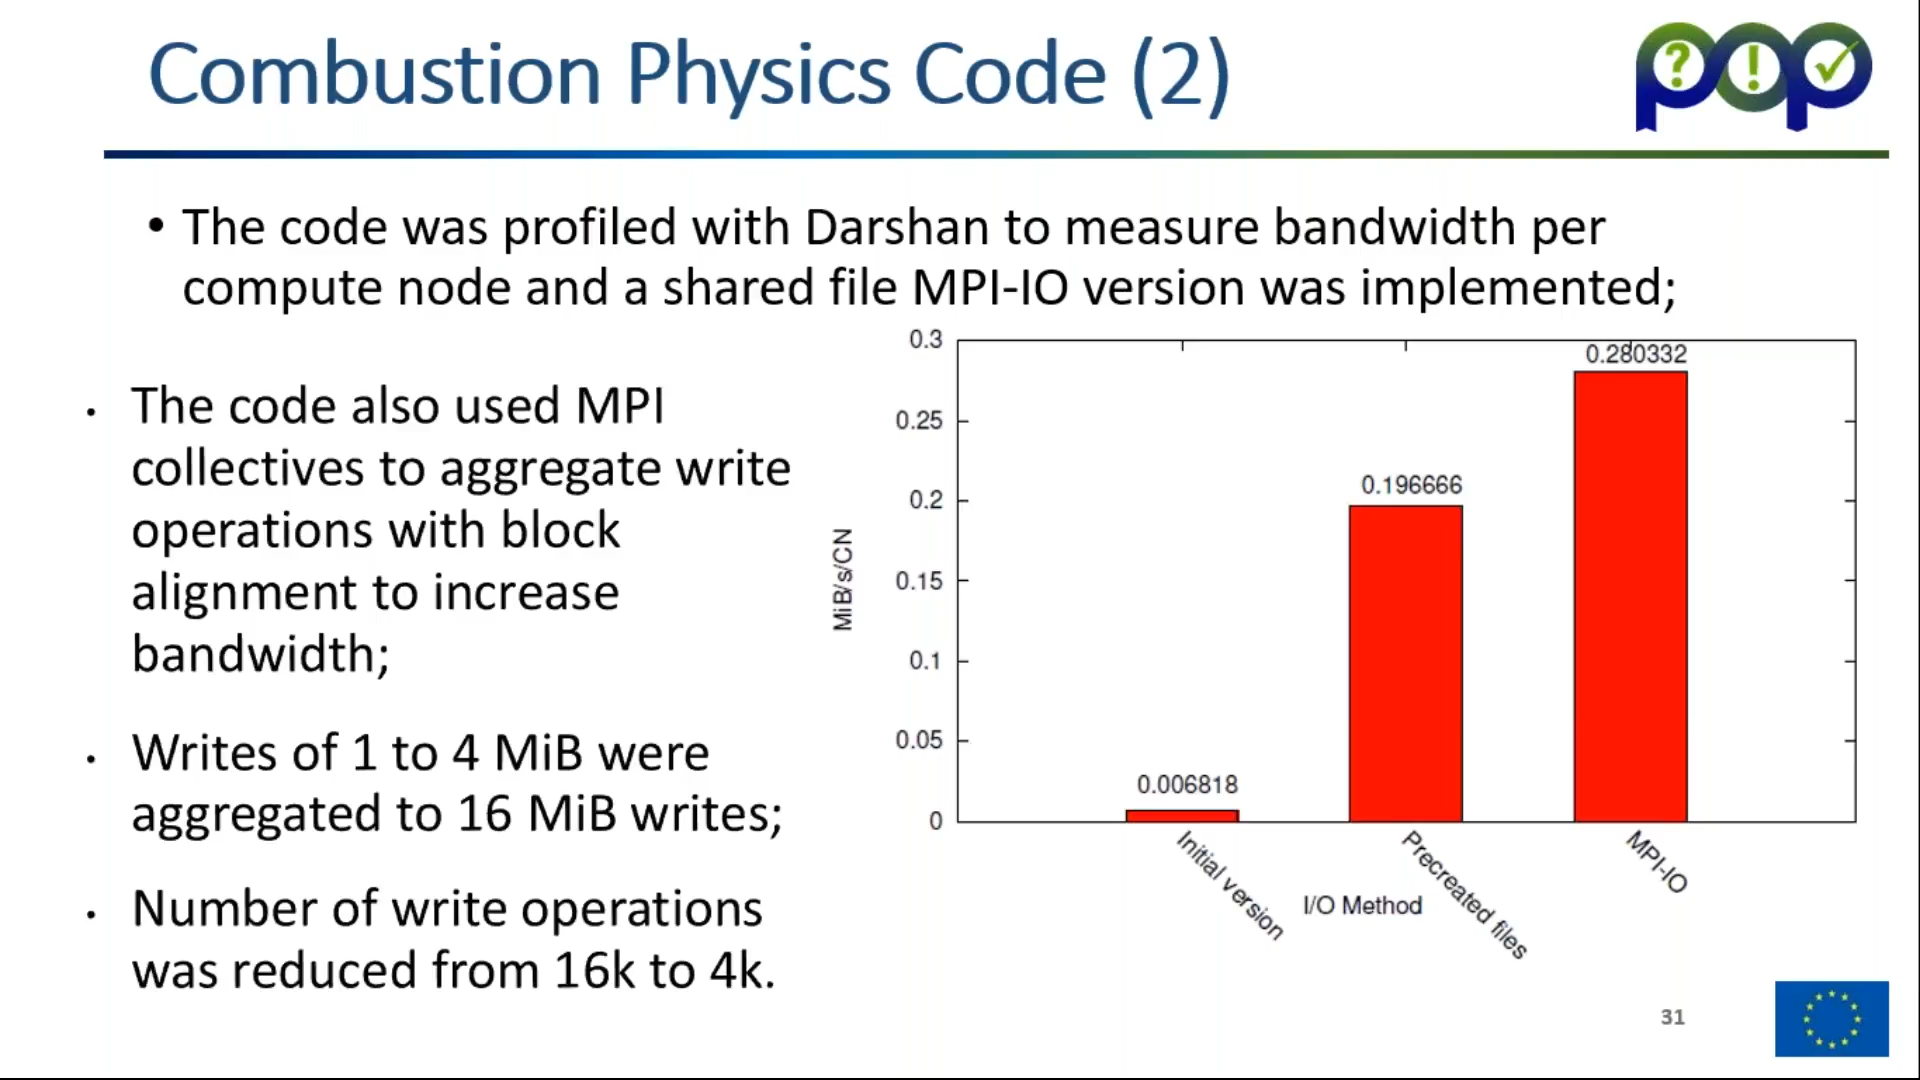 Combustion Physics Code (2)
pop
? ! ✓
• The code was profiled with Darshan to measure bandwidth per
compute node and a shared file MPI-IO version was implemented;
• The code also used MPI
collectives to aggregate write
operations with block
alignment to increase
bandwidth;
• Writes of 1 to 4 MiB were
aggregated to 16 MiB writes;
• Number of write operations
was reduced from 16k to 4k.
MiB/s/CN
0.3
0.25
0.2
0.15
0.1
0.05
0
0.006818
0.196666
0.280332
Initial version
Precreated files
MPI-IO
I/O Method
31